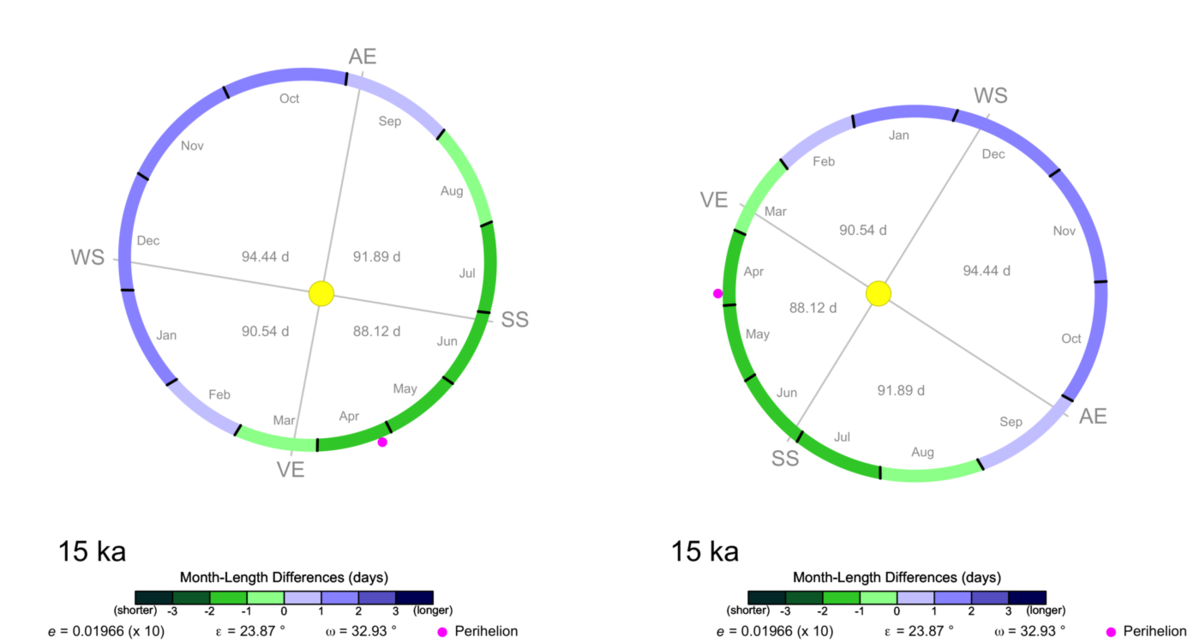 AE
Oct
Sep
Nov
Aug
Dec
WS
94.44 d
91.89 d
Jul
SS
90.54 d
88.12 d
Jan
Jun
Feb
May
Mar
Apr
VE
15 ka
Month-Length Differences (days)
(shorter) -3 -2 -1 0 1 2 3 (longer)
e = 0.01966 (x 10) ε = 23.87 ° ω = 32.93 ° Perihelion
WS
Jan
Dec
Feb
VE
Mar
90.54 d
Nov
Apr
94.44 d
88.12 d
May
Oct
Jun
91.89 d
AE
Sep
Jul
SS
Aug
15 ka
Month-Length Differences (days)
(shorter) -3 -2 -1 0 1 2 3 (longer)
e = 0.01966 (x 10) ε = 23.87 ° ω = 32.93 ° Perihelion